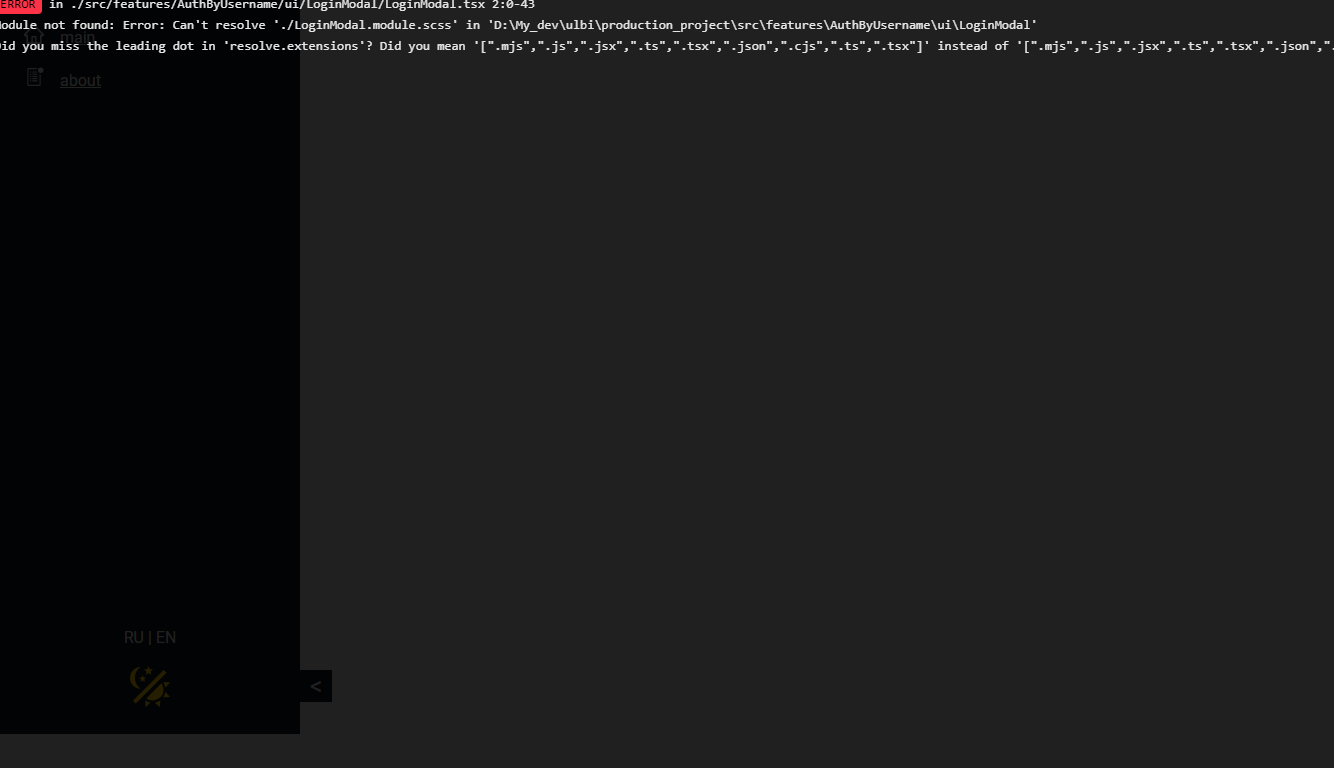 ERROR in ./src/features/AuthByUsername/ui/LoginModal/LoginModal.tsx 2:0-43
Module not found: Error: Can't resolve './LoginModal.module.scss' in 'D:\My_dev\ulbi\production_project\src\features\AuthByUsername\ui\LoginModal'
Did you miss the leading dot in 'resolve.extensions'? Did you mean '[".mjs",".js",".jsx",".ts",".tsx",".json",".cjs",".ts",".tsx"]' instead of '[".mjs",".js",".jsx",".ts",".tsx",".json",".
main
about
RU | EN
<